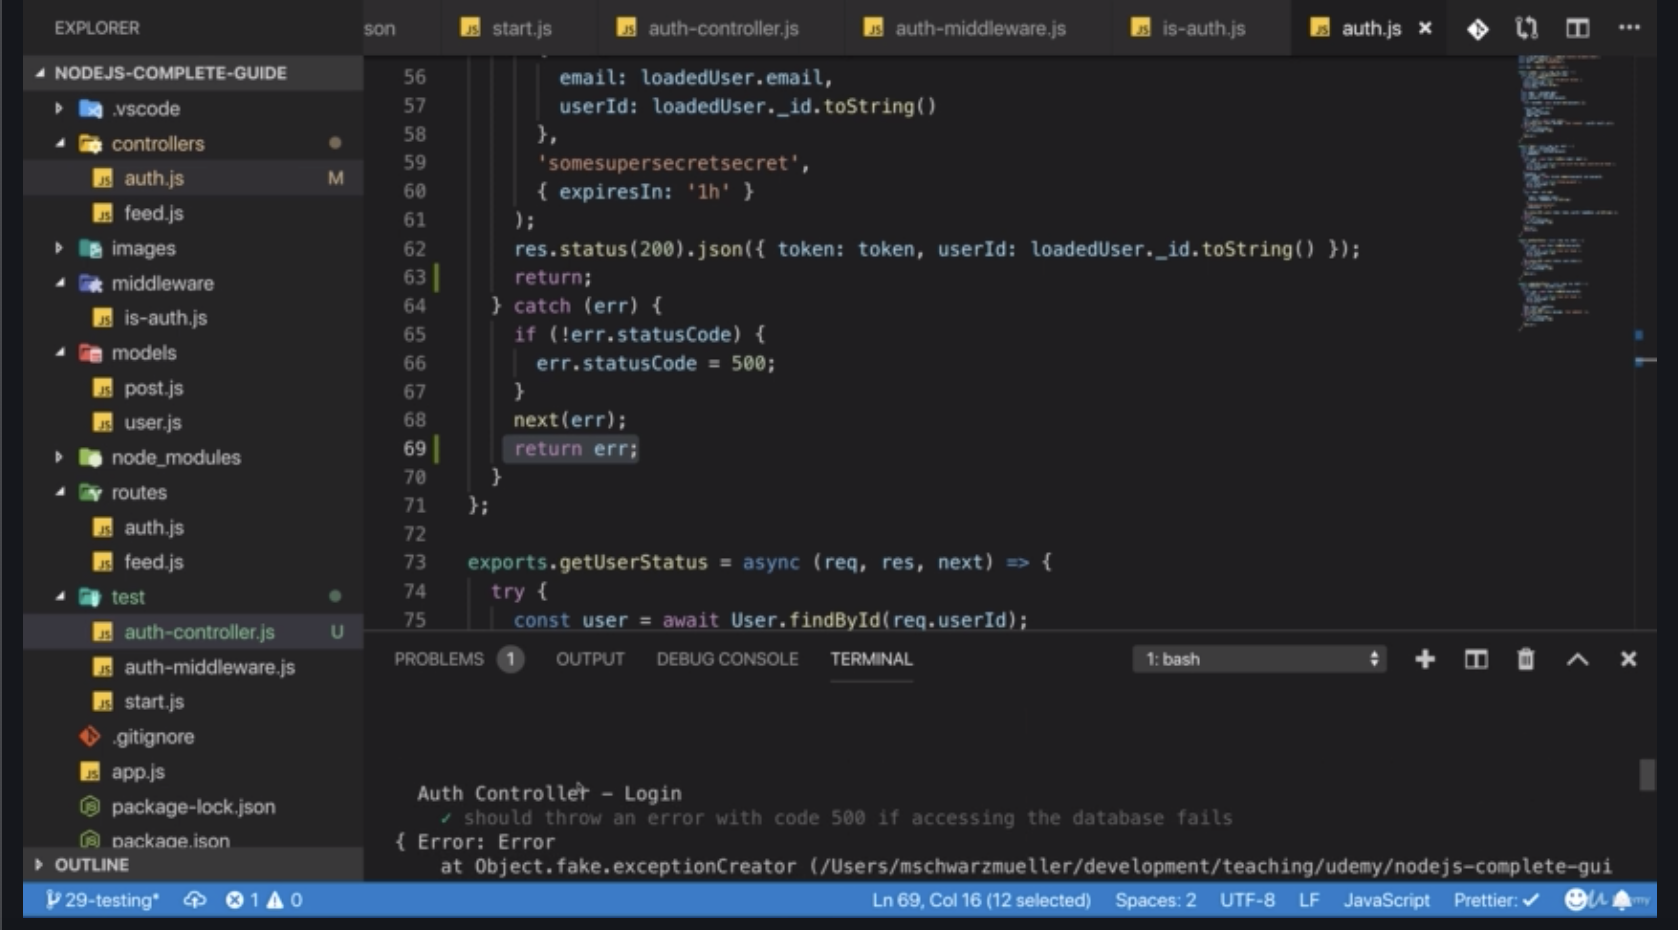 EXPLORER
son
start.js
auth-controller.js
auth-middleware.js
is-auth.js
auth.js
NODEJS-COMPLETE-GUIDE
.vscode
controllers
auth.js M
feed.js
images
middleware
is-auth.js
models
post.js
user.js
node_modules
routes
auth.js
feed.js
test
auth-controller.js U
auth-middleware.js
start.js
.gitignore
app.js
package-lock.json
package.json
OUTLINE
56 email: loadedUser.email,
57 userId: loadedUser._id.toString()
58 },
59 'somesupersecretsecret',
60 { expiresIn: '1h' }
61 );
62 res.status(200).json({ token: token, userId: loadedUser._id.toString() });
63 return;
64 } catch (err) {
65 if (!err.statusCode) {
66 err.statusCode = 500;
67 }
68 next(err);
69 return err;
70 }
71 };
72
73 exports.getUserStatus = async (req, res, next) => {
74 try {
75 const user = await User.findById(req.userId);
PROBLEMS 1 OUTPUT DEBUG CONSOLE TERMINAL 1: bash
Auth Controller – Login
✓ should throw an error with code 500 if accessing the database fails
{ Error: Error
at Object.fake.exceptionCreator (/Users/mschwarzmueller/development/teaching/udemy/nodejs-complete-gui
29-testing* 1 0 Ln 69, Col 16 (12 selected) Spaces: 2 UTF-8 LF JavaScript Prettier: ✓